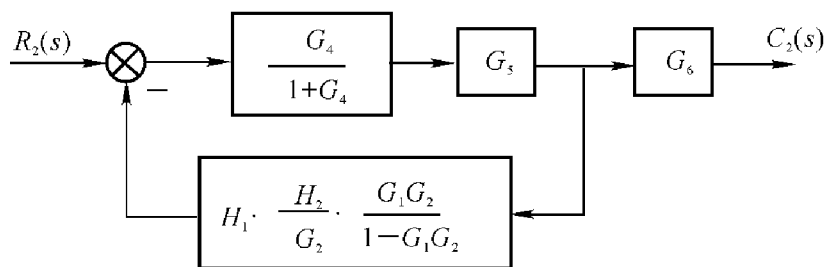 R₂(s)
−
G₄
1+G₄
G₅
G₆
C₂(s)
H₁· H₂/G₂ · G₁G₂/1−G₁G₂